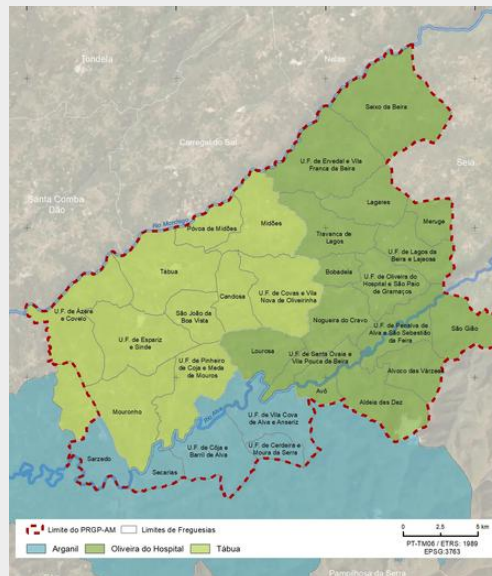 Tondela
Nelas
Seixo da Beira
Carregal do Sal
U.F. de Ervedal e Vila
Franca da Beira
Seia
Santa Comba
Dão
Rio Mondego
Lagares
Póvoa de Midões
Midões
Meruge
Travanca de
Lagos
U.F. de Lagos da
Beira e Lajeosa
Tábua
Bobadela
Candosa
U.F. de Covas e Vila
Nova de Oliveirinha
U.F. de Oliveira do
Hospital e São Paio
de Gramaços
U.F. de Ázere
e Covelo
São João da
Boa Vista
Nogueira do Cravo
U.F. de Penalva de
Alva e São Sebastião
da Feira
São Gião
U.F. de Espariz
e Sinde
Lourosa
U.F. de Santa Ovaia e
Vila Pouca da Beira
U.F. de Pinheiro
de Coja e Meda
de Mouros
Alvoco das Várzeas
Avô
Aldeia das Dez
Mouronho
Rio Alva
U.F. de Vila Cova
de Alva e Anseriz
Sarzedo
U.F. de Côja e
Barril de Alva
U.F. de Cerdeira e
Moura da Serra
Secarias
Limite do PRGP-AM
Limites de Freguesias
Arganil
Oliveira do Hospital
Tábua
0 2.5 5 km
PT-TM06 / ETRS: 1989
EPSG:3763
Pampilhosa da Serra